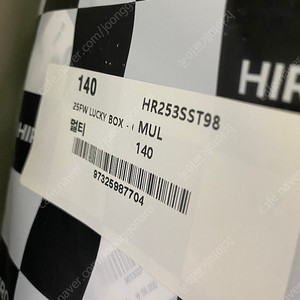 HIR
140
HR253SST98
25FW LUCKY BOX - (
MUL
멀티
140
97325987704